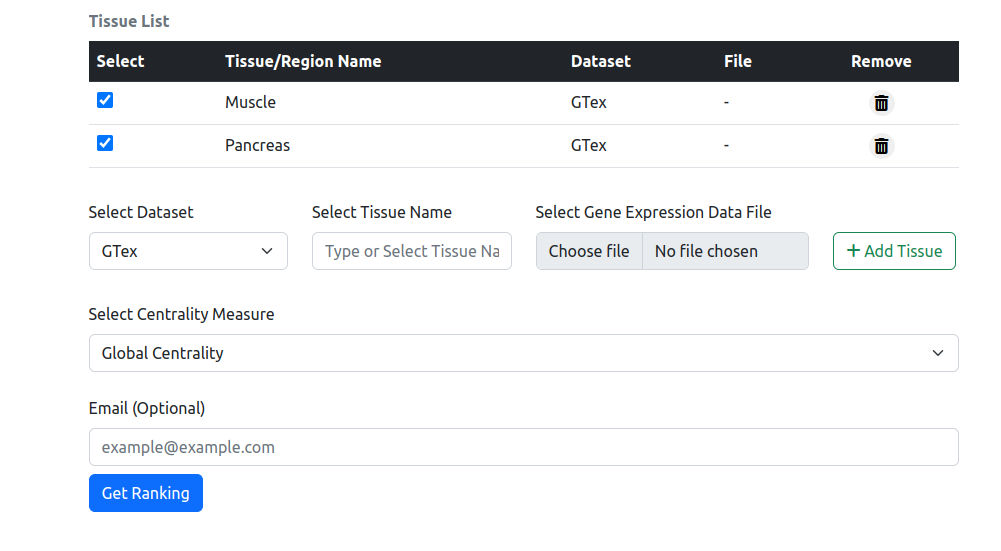 Tissue List
Select Tissue/Region Name Dataset File Remove
Muscle GTex -
Pancreas GTex -
Select Dataset Select Tissue Name Select Gene Expression Data File
GTex Type or Select Tissue Na Choose file No file chosen + Add Tissue
Select Centrality Measure
Global Centrality
Email (Optional)
example@example.com
Get Ranking